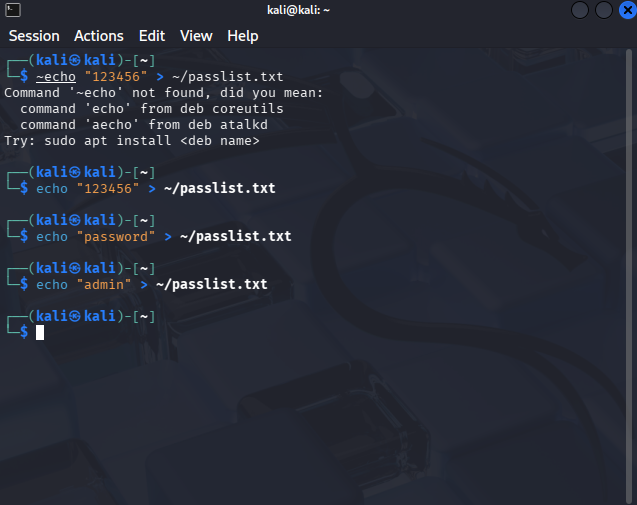 kali@kali: ~
Session Actions Edit View Help
┌──(kali㉿kali)-[~]
└─$ ~echo "123456" > ~/passlist.txt
Command '~echo' not found, did you mean:
  command 'echo' from deb coreutils
  command 'aecho' from deb atalkd
Try: sudo apt install <deb name>
┌──(kali㉿kali)-[~]
└─$ echo "123456" > ~/passlist.txt
┌──(kali㉿kali)-[~]
└─$ echo "password" > ~/passlist.txt
┌──(kali㉿kali)-[~]
└─$ echo "admin" > ~/passlist.txt
┌──(kali㉿kali)-[~]
└─$